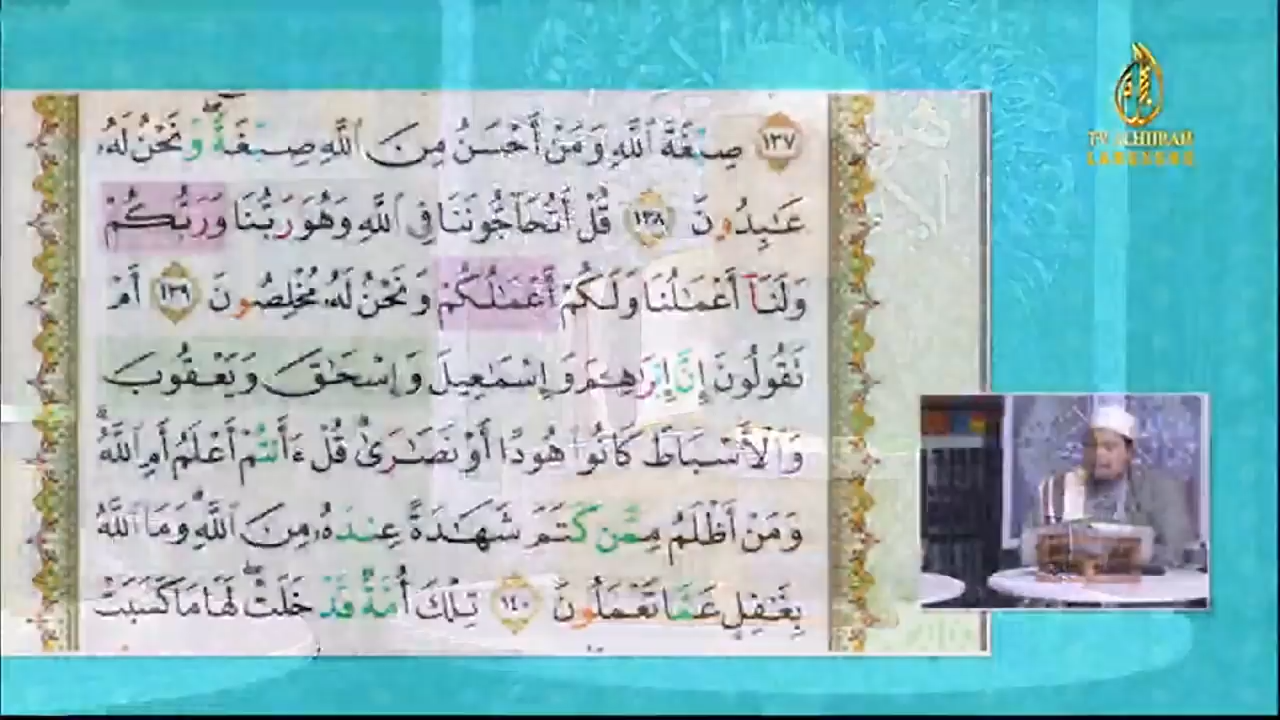 ١٣٧ صِبْغَةَ ٱللَّهِ وَمَنْ أَحْسَنُ مِنَ ٱللَّهِ صِبْغَةً ۖ وَنَحْنُ لَهُۥ
عَـٰبِدُونَ ١٣٨ قُلْ أَتُحَآجُّونَنَا فِى ٱللَّهِ وَهُوَ رَبُّنَا وَرَبُّكُمْ
وَلَنَآ أَعْمَـٰلُنَا وَلَكُمْ أَعْمَـٰلُكُمْ وَنَحْنُ لَهُۥ مُخْلِصُونَ ١٣٩ أَمْ
نَقُولُونَ إِنَّ إِبْرَٰهِـۧمَ وَإِسْمَـٰعِيلَ وَإِسْحَـٰقَ وَيَعْقُوبَ
وَٱلْأَسْبَاطَ كَانُوا۟ هُودًا أَوْ نَصَـٰرَىٰ ۗ قُلْ ءَأَنتُمْ أَعْلَمُ أَمِ ٱللَّهُ ۗ
وَمَنْ أَظْلَمُ مِمَّن كَتَمَ شَهَـٰدَةً عِندَهُۥ مِنَ ٱللَّهِ ۗ وَمَا ٱللَّهُ
بِغَـٰفِلٍ عَمَّا تَعْمَلُونَ ١٤٠ تِلْكَ أُمَّةٌ قَدْ خَلَتْ ۖ لَهَا مَا كَسَبَتْ